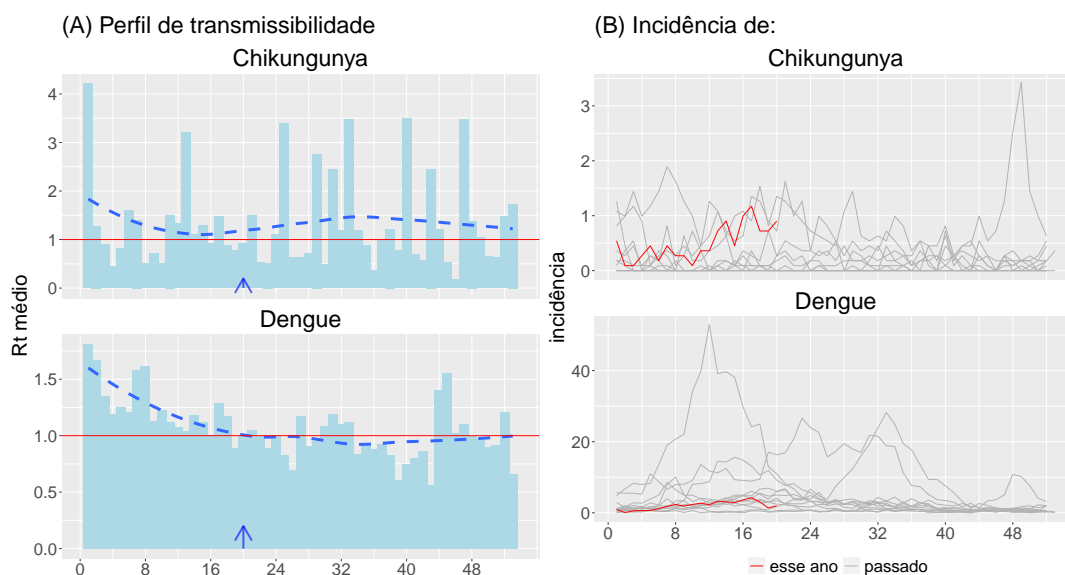 (A) Perfil de transmissibilidade
Chikungunya
4
3
2
1
0
Dengue
1.5
1.0
0.5
0.0
0 8 16 24 32 40 48
Rt médio
(B) Incidência de:
Chikungunya
3
2
1
0
Dengue
40
20
0
0 8 16 24 32 40 48
incidência
esse ano passado